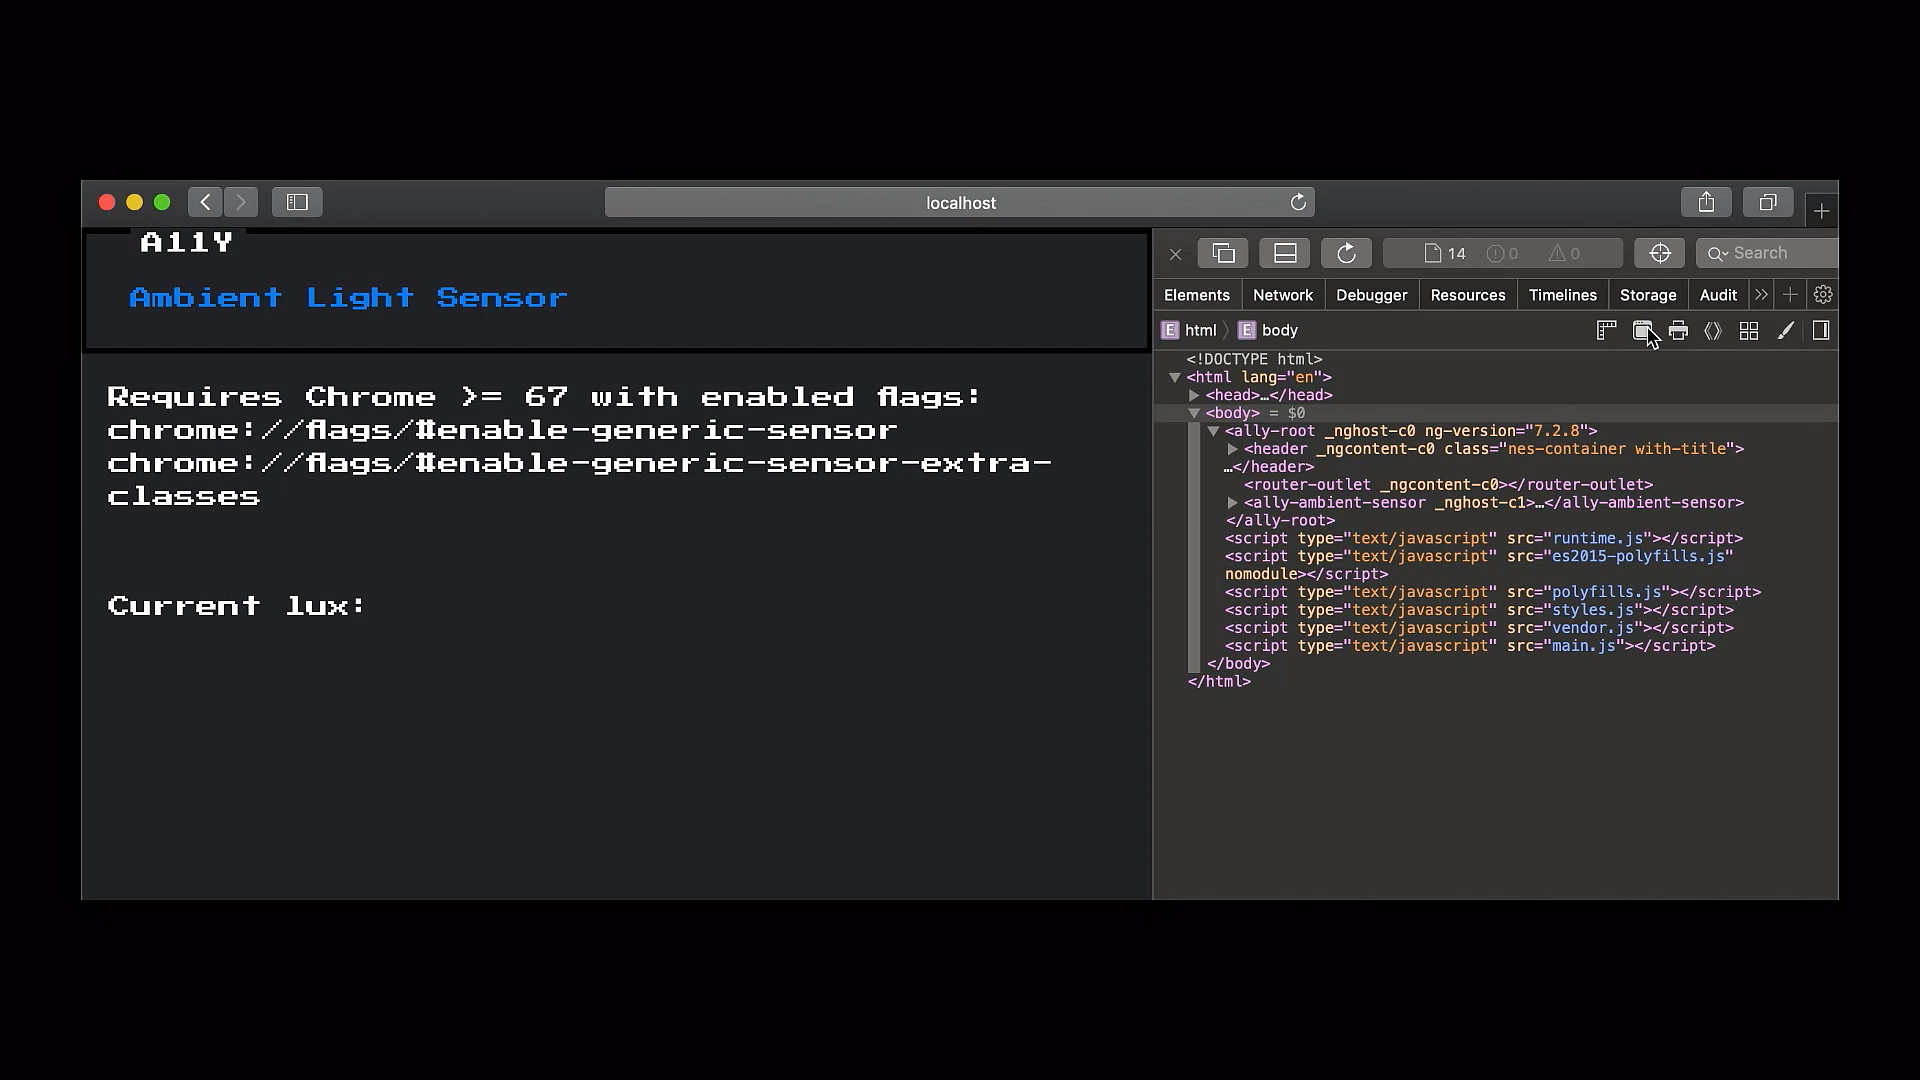 localhost
A11Y
Ambient Light Sensor
Requires Chrome >= 67 with enabled flags:
chrome://flags/#enable-generic-sensor
chrome://flags/#enable-generic-sensor-extra-
classes
Current lux:
14 0 0 Search
Elements Network Debugger Resources Timelines Storage Audit
E html E body
<!DOCTYPE html>
<html lang="en">
<head>…</head>
<body> = $0
<ally-root _nghost-c0 ng-version="7.2.8">
<header _ngcontent-c0 class="nes-container with-title">
…</header>
<router-outlet _ngcontent-c0></router-outlet>
<ally-ambient-sensor _nghost-c1>…</ally-ambient-sensor>
</ally-root>
<script type="text/javascript" src="runtime.js"></script>
<script type="text/javascript" src="es2015-polyfills.js"
nomodule></script>
<script type="text/javascript" src="polyfills.js"></script>
<script type="text/javascript" src="styles.js"></script>
<script type="text/javascript" src="vendor.js"></script>
<script type="text/javascript" src="main.js"></script>
</body>
</html>